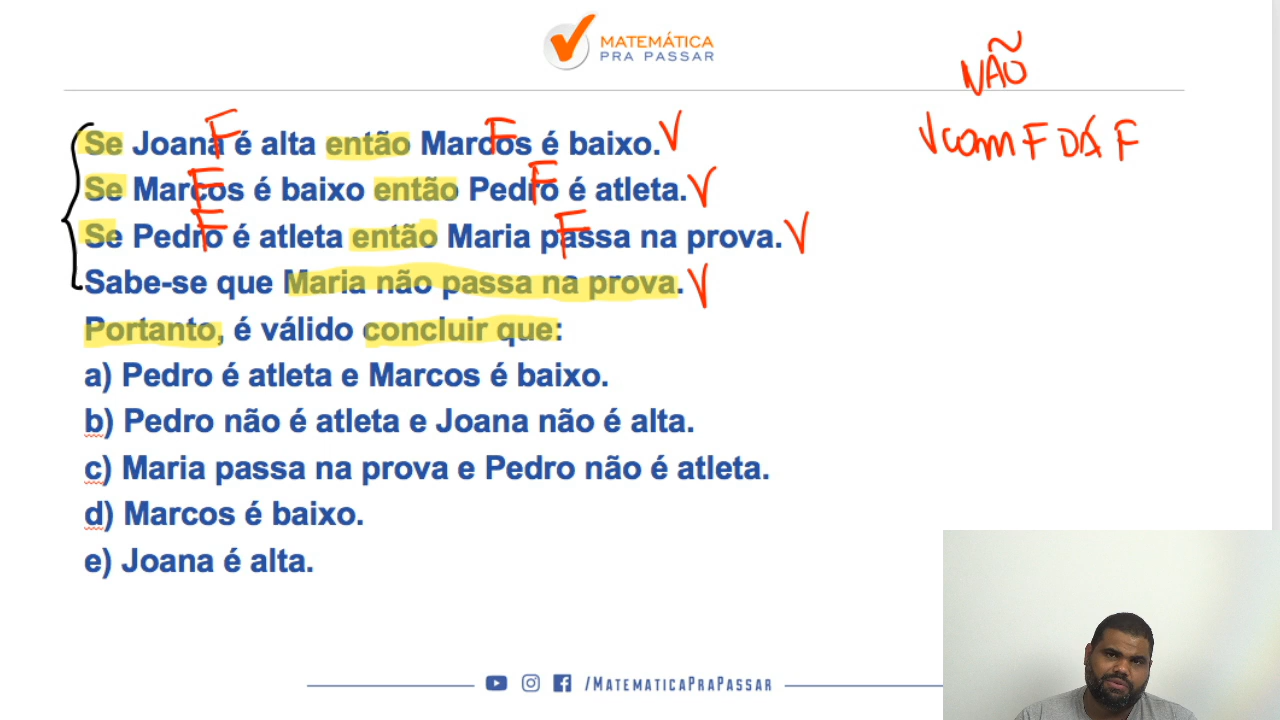 MATEMÁTICA
PRA PASSAR
NÃO
V com F DÁ F
Se Joana é alta então Marcos é baixo. V
F F
Se Marcos é baixo então Pedro é atleta. V
F F
Se Pedro é atleta então Maria passa na prova. V
F F
Sabe-se que Maria não passa na prova. V
Portanto, é válido concluir que:
a) Pedro é atleta e Marcos é baixo.
b) Pedro não é atleta e Joana não é alta.
c) Maria passa na prova e Pedro não é atleta.
d) Marcos é baixo.
e) Joana é alta.
/MATEMATICAPRAPASSAR